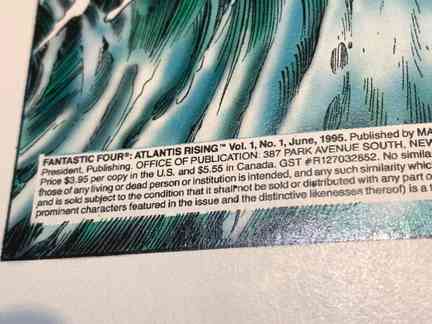 FANTASTIC FOUR®: ATLANTIS RISING™ Vol. 1, No. 1, June, 1995. Published by MA
President, Publishing. OFFICE OF PUBLICATION: 387 PARK AVENUE SOUTH, NEW
Price $3.95 per copy in the U.S. and $5.55 in Canada. GST #R127032852. No simila
those of any living or dead person or institution is intended, and any such similarity whic
and is sold subject to the condition that it shall not be sold or distributed with any part o
prominent characters featured in the issue and the distinctive likenesses thereof) is a t